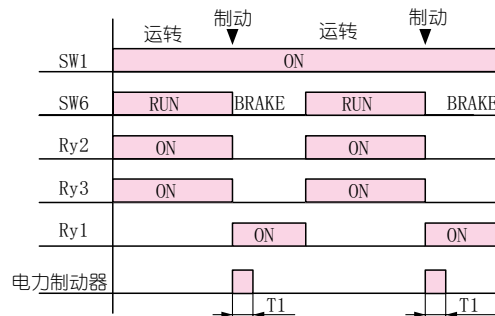 运转 制动 运转 制动
SW1 ON
SW6 RUN BRAKE RUN BRAKE
Ry2 ON ON
Ry3 ON ON
Ry1 ON ON
电力制动器
T1 T1